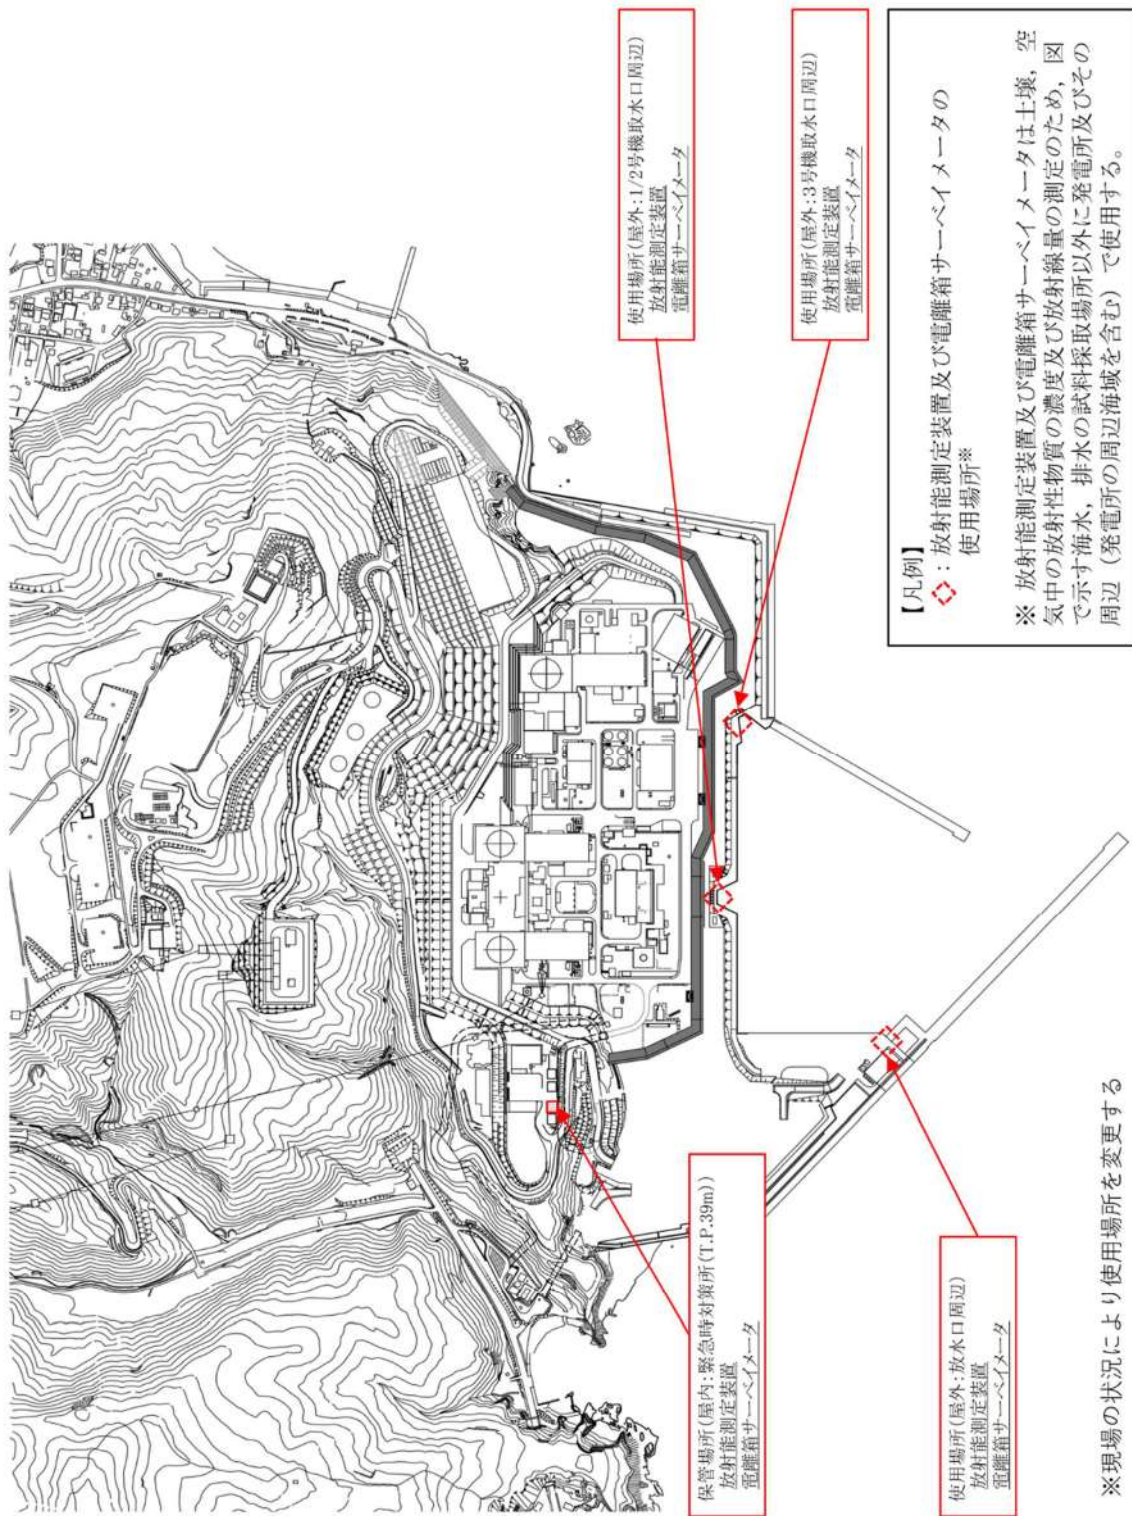 使用場所(屋外:1/2号機取水口周辺)
放射能測定装置
電離箱サーベイメータ
使用場所(屋外:3号機取水口周辺)
放射能測定装置
電離箱サーベイメータ
保管場所(屋内:緊急時対策所(T.P.39m))
放射能測定装置
電離箱サーベイメータ
使用場所(屋外:放水口周辺)
放射能測定装置
電離箱サーベイメータ
【凡例】
:放射能測定装置及び電離箱サーベイメータの
使用場所※
※ 放射能測定装置及び電離箱サーベイメータは土壌,空
気中の放射性物質の濃度及び放射線量の測定のため,図
で示す海水,排水の試料採取場所以外に発電所及びその
周辺(発電所の周辺海域を含む)で使用する。
※現場の状況により使用場所を変更する